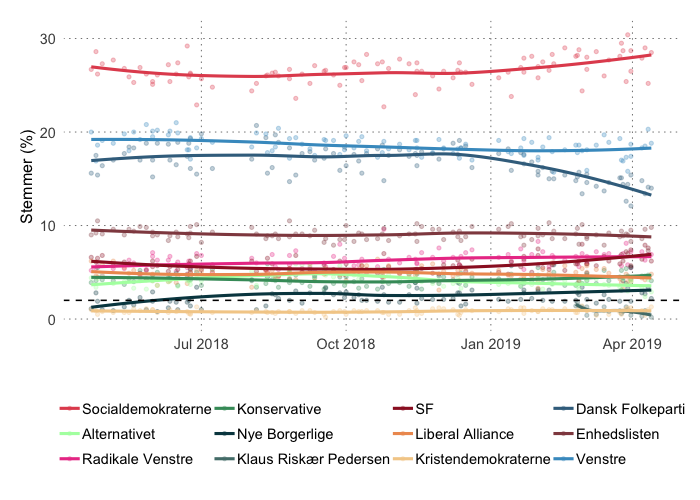 30
20
10
0
Stemmer (%)
Jul 2018 Oct 2018 Jan 2019 Apr 2019
Socialdemokraterne Konservative SF Dansk Folkeparti
Alternativet Nye Borgerlige Liberal Alliance Enhedslisten
Radikale Venstre Klaus Riskær Pedersen Kristendemokraterne Venstre